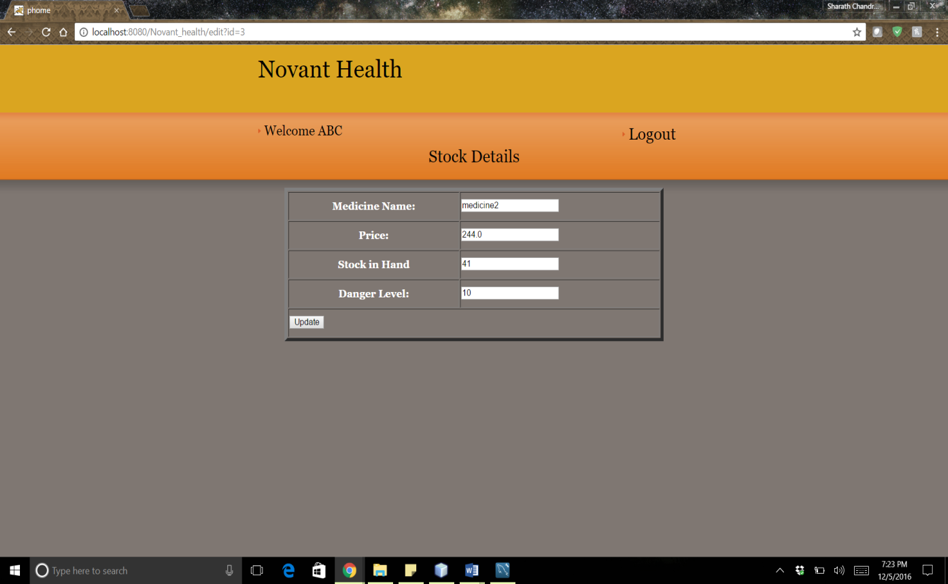 phome
Sharath Chandr...
localhost:8080/Novant_health/edit?id=3
Novant Health
Welcome ABC
Logout
Stock Details
Medicine Name: medicine2
Price: 244.0
Stock in Hand 41
Danger Level: 10
Update
Type here to search
7:23 PM
12/5/2016